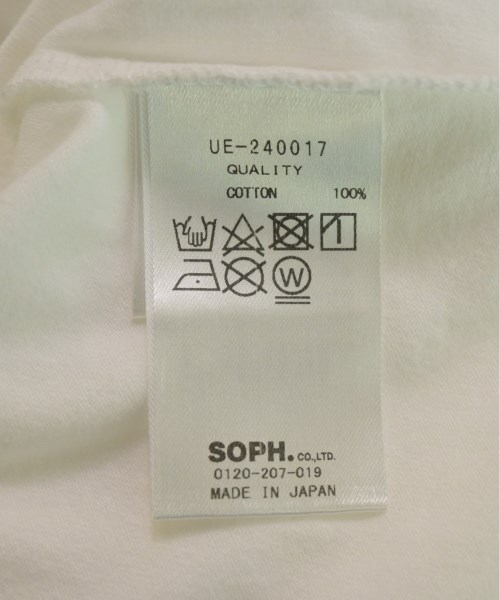 UE-240017
QUALITY
COTTON 100%
W
SOPH. CO.,LTD.
0120-207-019
MADE IN JAPAN